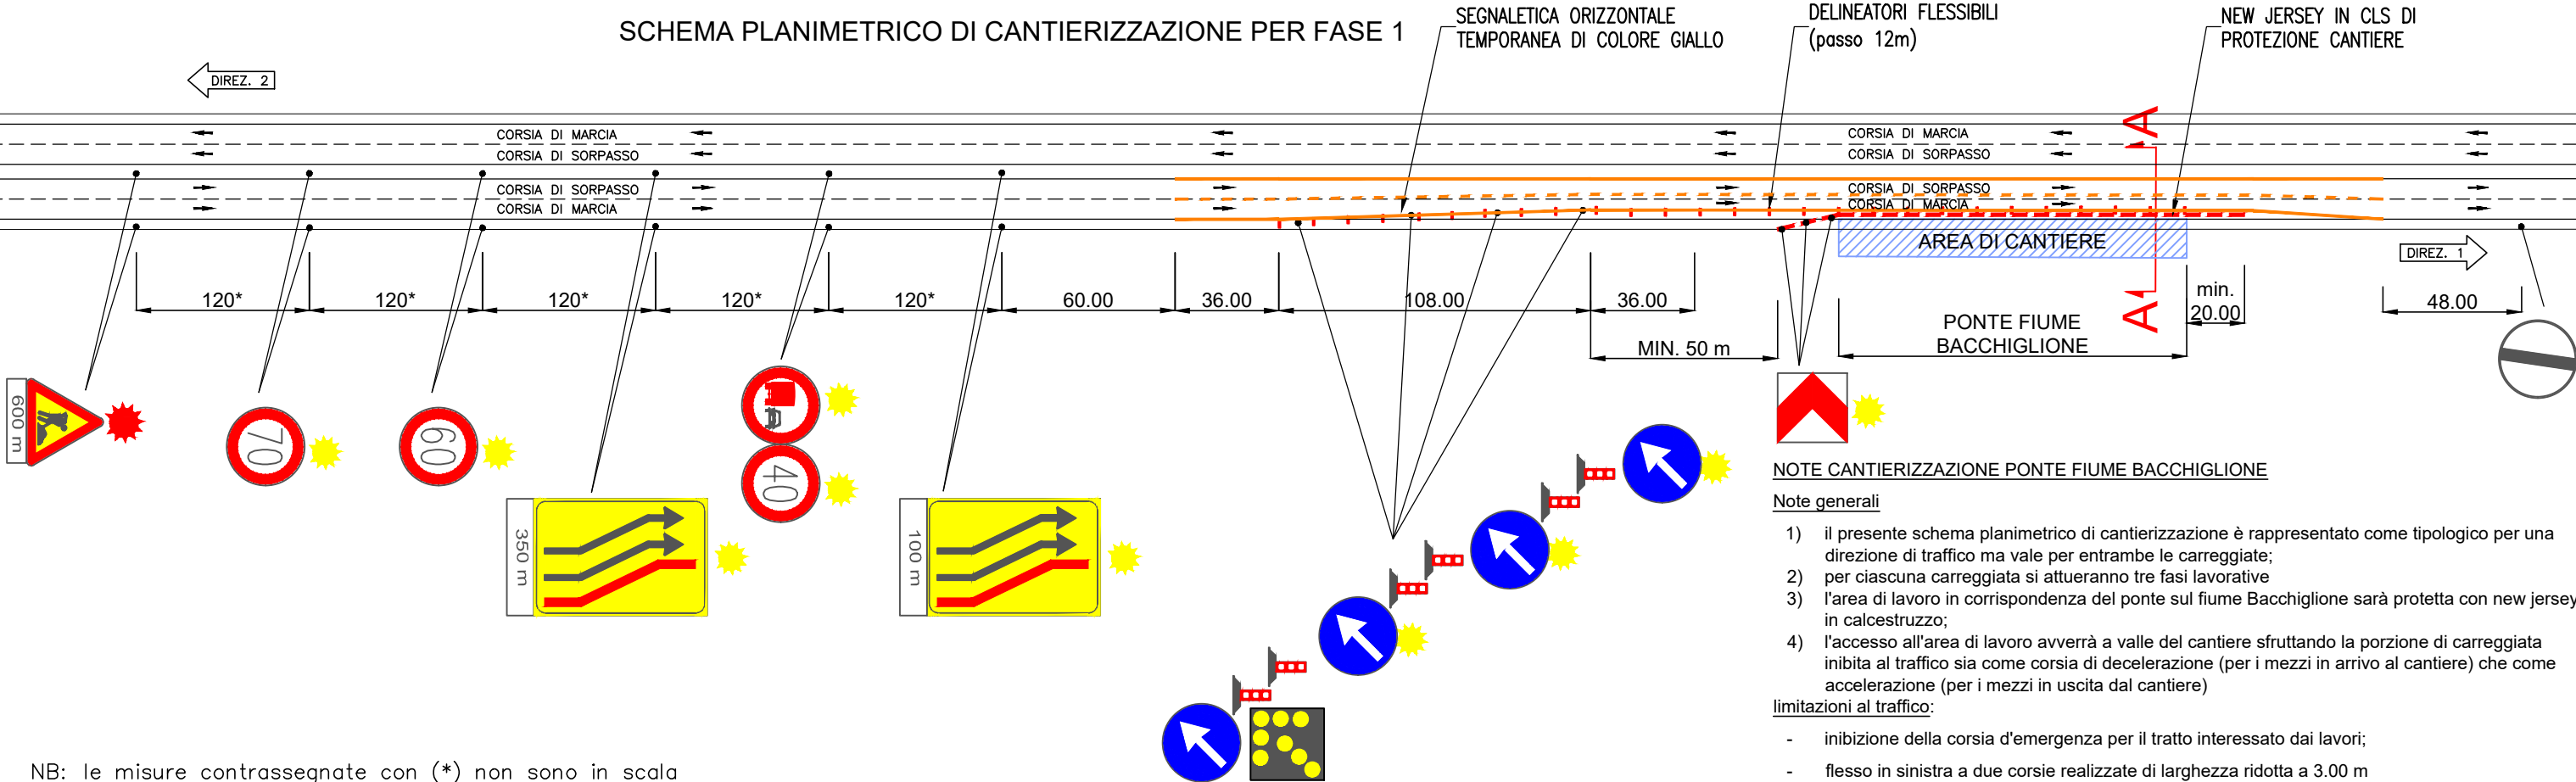 SCHEMA PLANIMETRICO DI CANTIERIZZAZIONE PER FASE 1
SEGNALETICA ORIZZONTALE
TEMPORANEA DI COLORE GIALLO
DELINEATORI FLESSIBILI
(passo 12m)
NEW JERSEY IN CLS DI
PROTEZIONE CANTIERE
DIREZ. 2
A
CORSIA DI MARCIA
CORSIA DI MARCIA
CORSIA DI SORPASSO
CORSIA DI SORPASSO
CORSIA DI SORPASSO
CORSIA DI SORPASSO
CORSIA DI MARCIA
CORSIA DI MARCIA
AREA DI CANTIERE
DIREZ. 1
120*
120*
120*
120*
120*
60.00
36.00
108.00
36.00
MIN. 50 m
PONTE FIUME
BACCHIGLIONE
A
min.
20.00
48.00
600 m
70
60
350 m
40
100 m
NOTE CANTIERIZZAZIONE PONTE FIUME BACCHIGLIONE
Note generali
1) il presente schema planimetrico di cantierizzazione è rappresentato come tipologico per una
direzione di traffico ma vale per entrambe le carreggiate;
2) per ciascuna carreggiata si attueranno tre fasi lavorative
3) l'area di lavoro in corrispondenza del ponte sul fiume Bacchiglione sarà protetta con new jersey
in calcestruzzo;
4) l'accesso all'area di lavoro avverrà a valle del cantiere sfruttando la porzione di carreggiata
inibita al traffico sia come corsia di decelerazione (per i mezzi in arrivo al cantiere) che come
accelerazione (per i mezzi in uscita dal cantiere)
limitazioni al traffico:
- inibizione della corsia d'emergenza per il tratto interessato dai lavori;
- flesso in sinistra a due corsie realizzate di larghezza ridotta a 3.00 m
NB: le misure contrassegnate con (*) non sono in scala